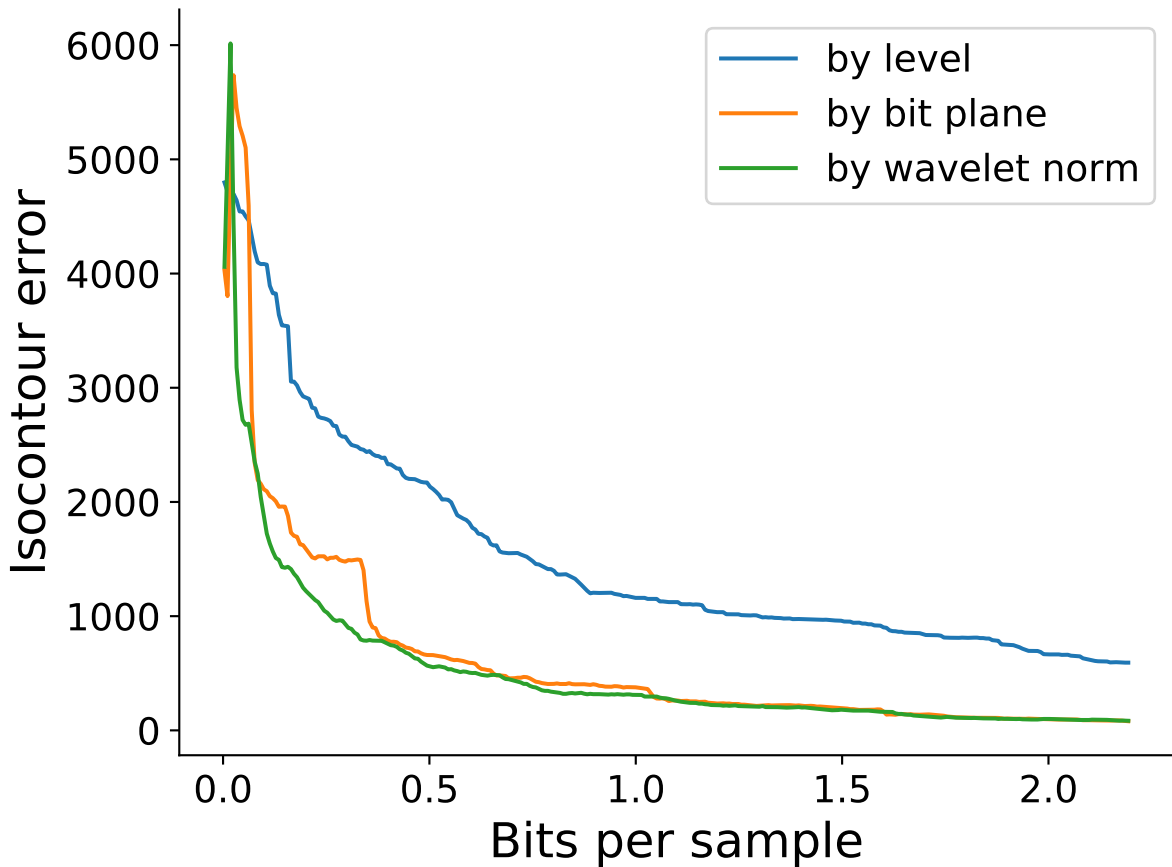 6000
5000
4000
3000
2000
1000
0
Isocontour error
by level
by bit plane
by wavelet norm
0.0 0.5 1.0 1.5 2.0
Bits per sample